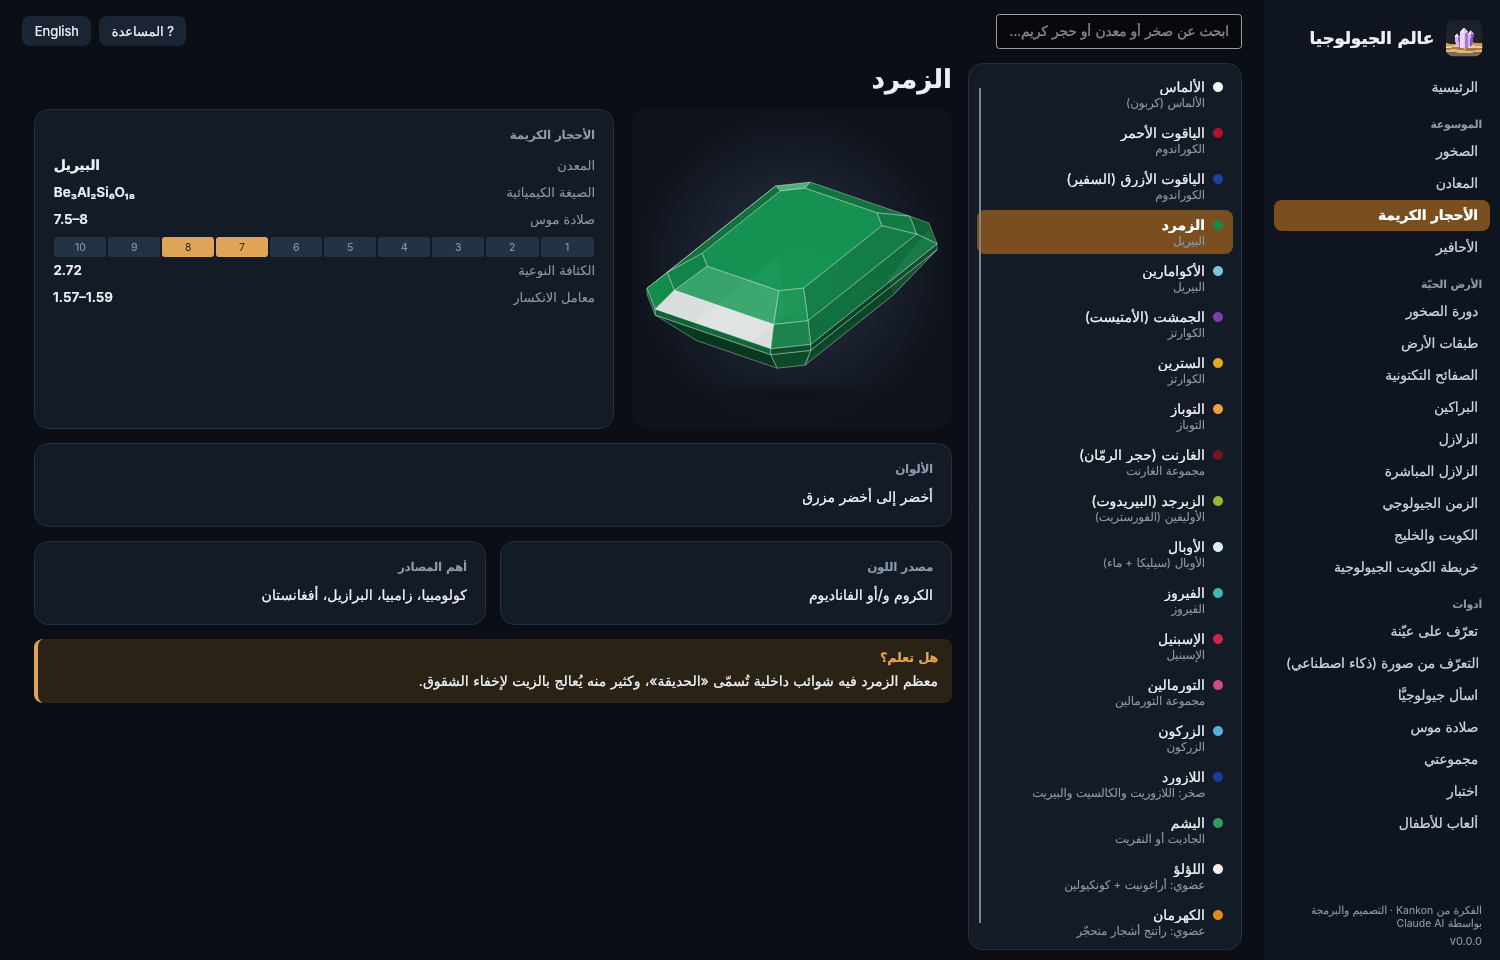 عالم الجيولوجيا
الرئيسية
الموسوعة
الصخور
المعادن
الأحجار الكريمة
الأحافير
الأرض الحيّة
دورة الصخور
طبقات الأرض
الصفائح التكتونية
البراكين
الزلازل
الزلازل المباشرة
الزمن الجيولوجي
الكويت والخليج
خريطة الكويت الجيولوجية
أدوات
تعرّف على عيّنة
التعرّف من صورة (ذكاء اصطناعي)
اسأل جيولوجيًّا
صلادة موس
مجموعتي
اختبار
ألعاب للأطفال
الفكرة من Kankon · التصميم والبرمجة
بواسطة Claude AI
v0.0.0
ابحث عن صخر أو معدن أو حجر كريم...
? المساعدة
English
الألماس
الألماس (كربون)
الياقوت الأحمر
الكوراندوم
الياقوت الأزرق (السفير)
الكوراندوم
الزمرد
البيريل
الأكوامارين
البيريل
الجمشت (الأمتيست)
الكوارتز
السترين
الكوارتز
التوباز
التوباز
الغارنت (حجر الرمّان)
مجموعة الغارنت
الزبرجد (البيريدوت)
الأوليفين (الفورستريت)
الأوبال
الأوبال (سيليكا + ماء)
الفيروز
الفيروز
الإسبنيل
الإسبنيل
التورمالين
مجموعة التورمالين
الزركون
الزركون
اللازورد
صخر: اللازوريت والكالسيت والبيريت
اليشم
الجاديت أو النفريت
اللؤلؤ
عضوي: أراغونيت + كونكيولين
الكهرمان
عضوي: راتنج أشجار متحجّر
الزمرد
الأحجار الكريمة
المعدن البيريل
الصيغة الكيميائية Be₃Al₂Si₆O₁₈
صلادة موس 7.5–8
1 2 3 4 5 6 7 8 9 10
الكثافة النوعية 2.72
معامل الانكسار 1.57–1.59
الألوان
أخضر إلى أخضر مزرق
مصدر اللون
الكروم و/أو الفاناديوم
أهم المصادر
كولومبيا، زامبيا، البرازيل، أفغانستان
هل تعلم؟
معظم الزمرد فيه شوائب داخلية تُسمّى «الحديقة»، وكثير منه يُعالج بالزيت لإخفاء الشقوق.